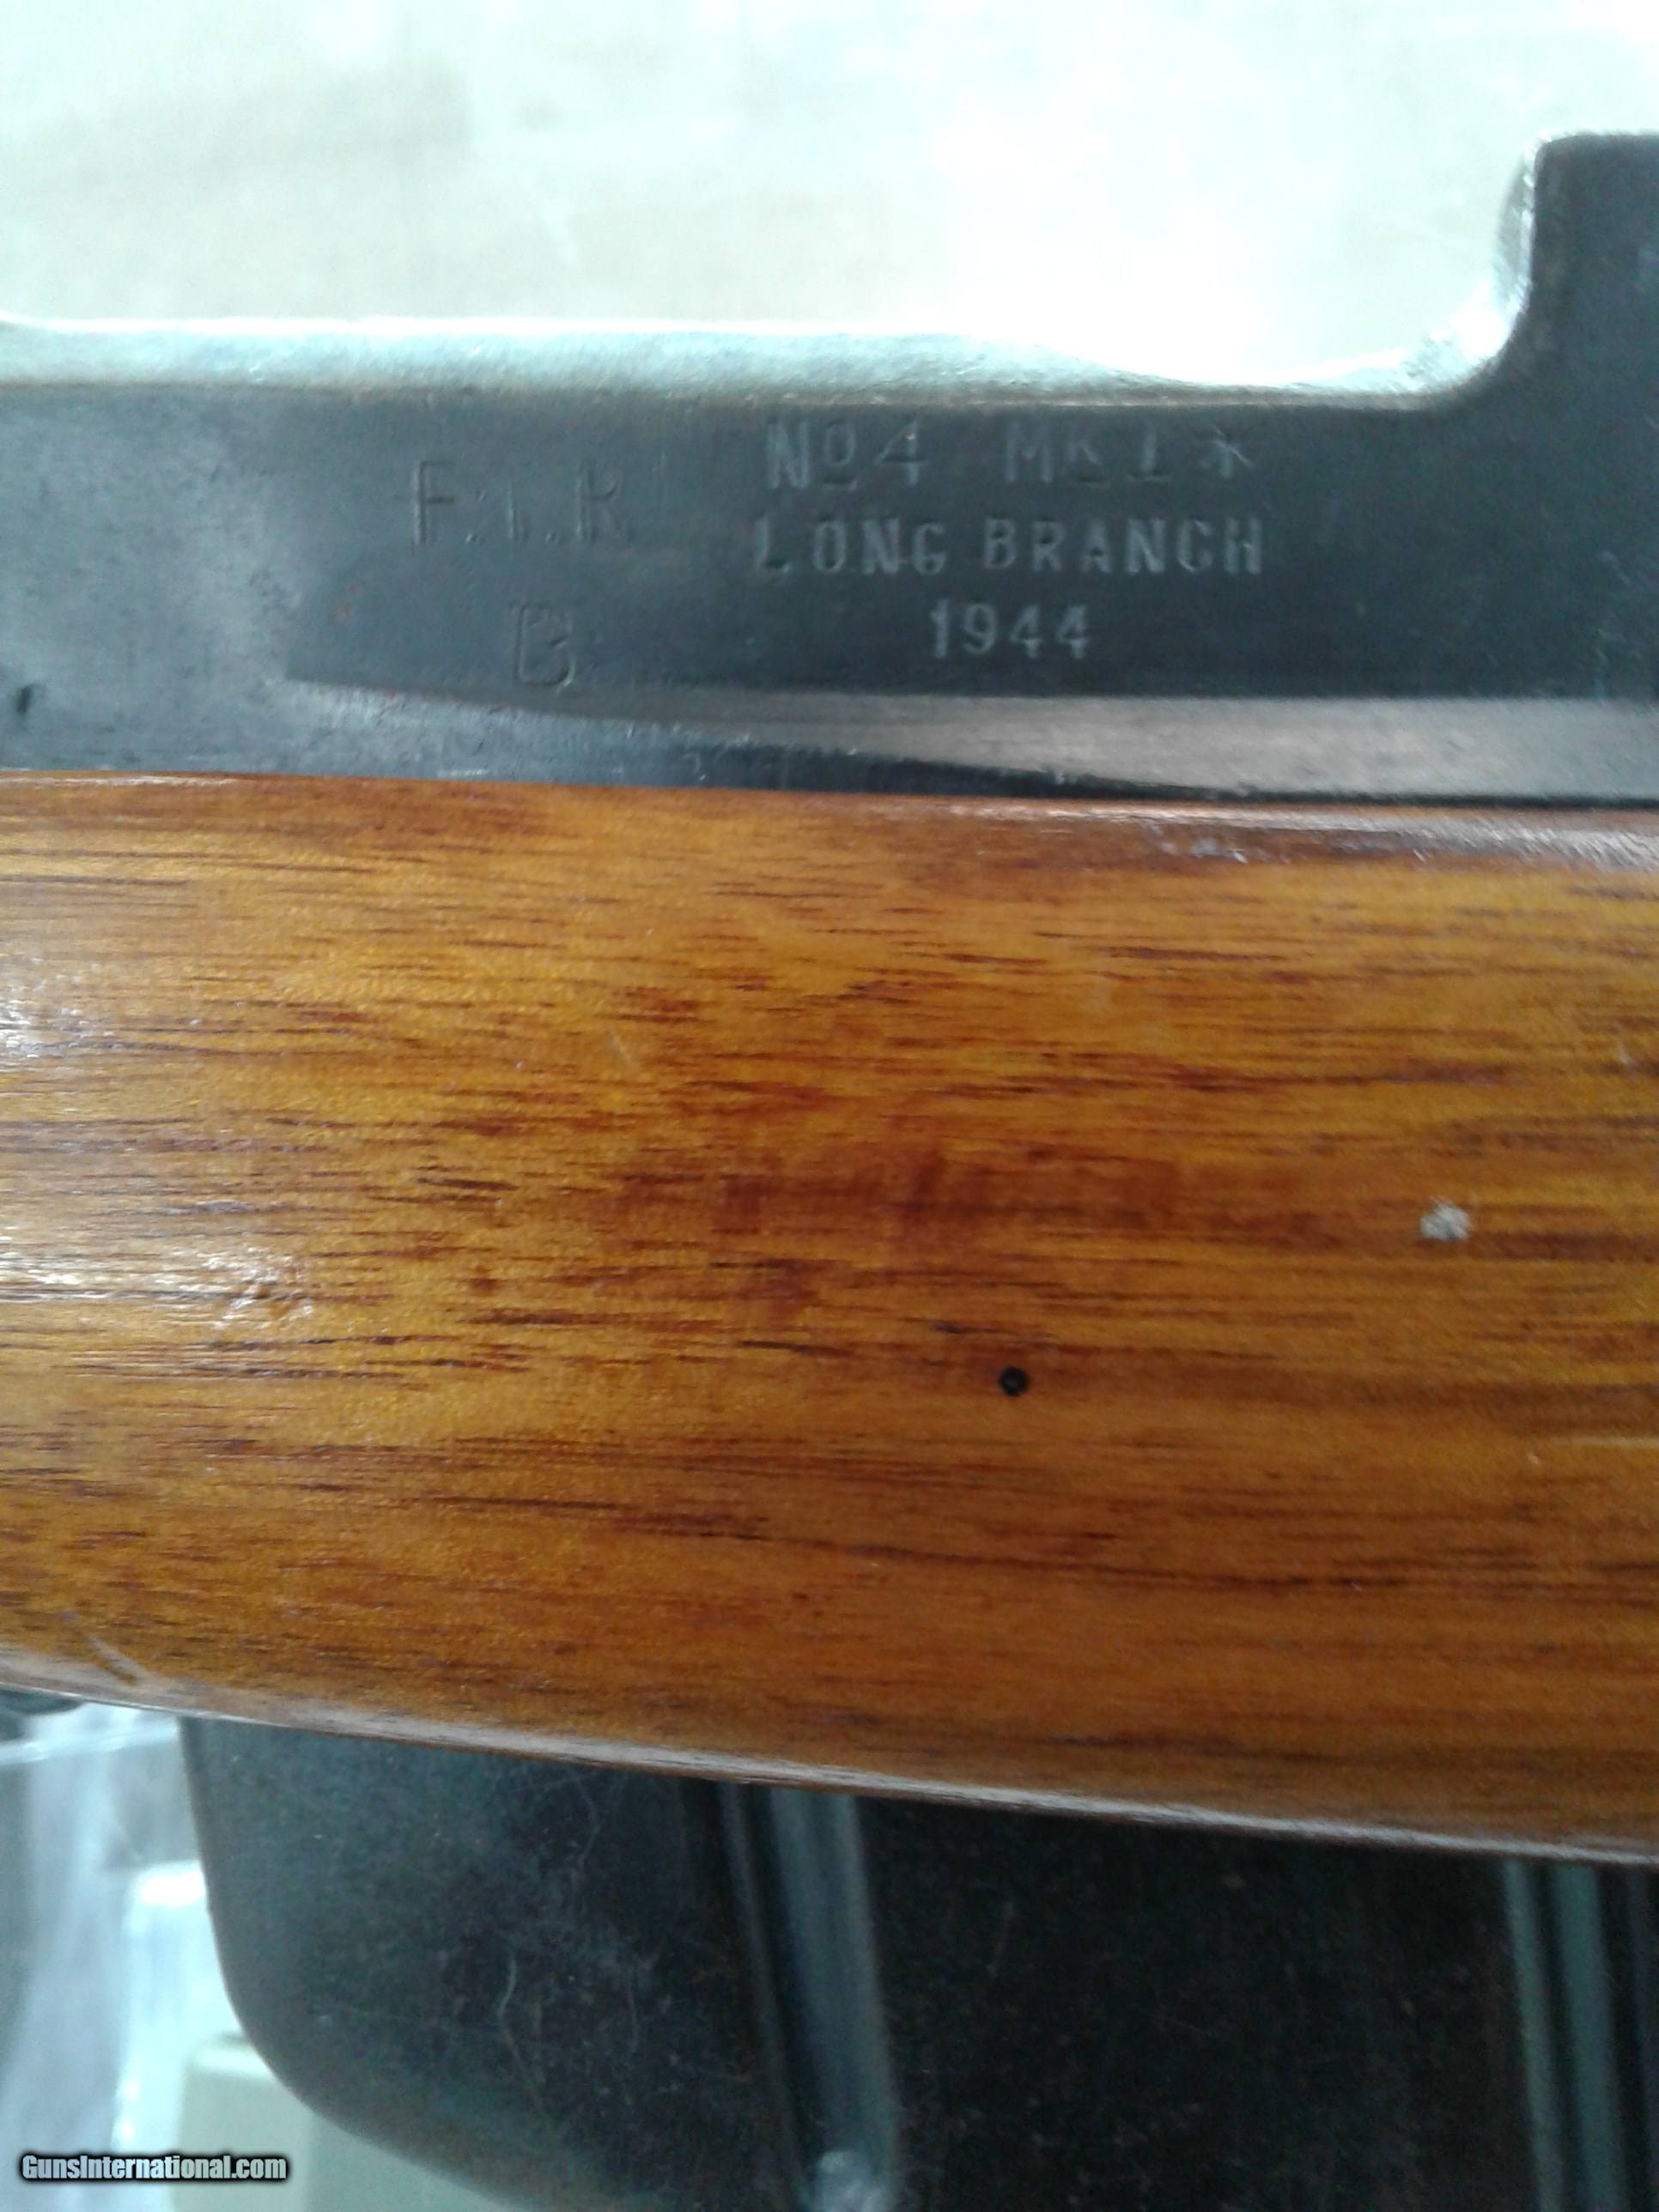 No4 MK I*
F.T.R
LONG BRANCH
B
1944
GunsInternational.com